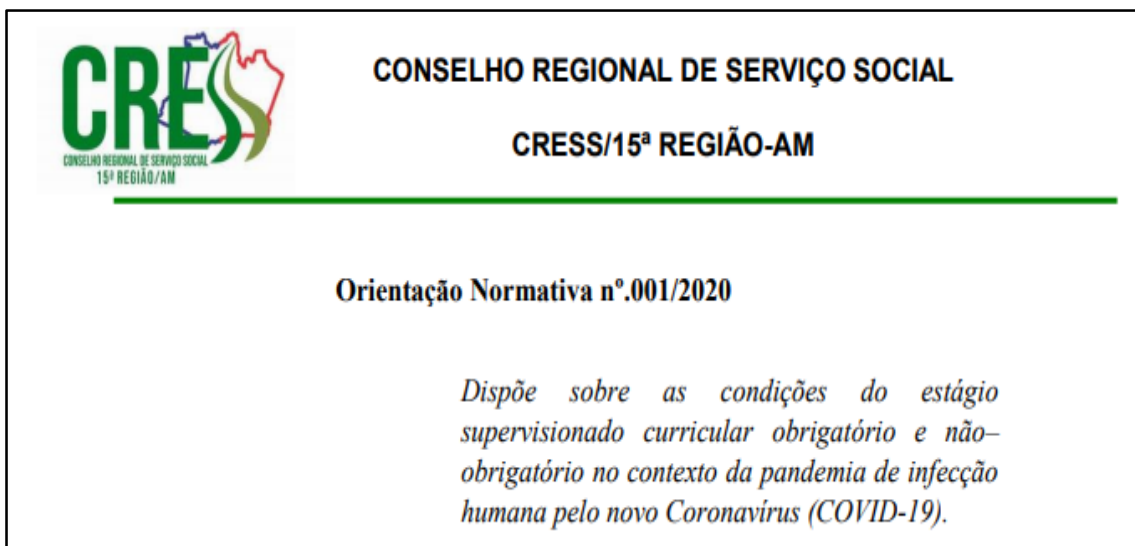 CRESS
CONSELHO REGIONAL DE SERVIÇO SOCIAL
15ª REGIÃO/AM
CONSELHO REGIONAL DE SERVIÇO SOCIAL
CRESS/15ª REGIÃO-AM
Orientação Normativa nº.001/2020
Dispõe sobre as condições do estágio
supervisionado curricular obrigatório e não–
obrigatório no contexto da pandemia de infecção
humana pelo novo Coronavírus (COVID-19).